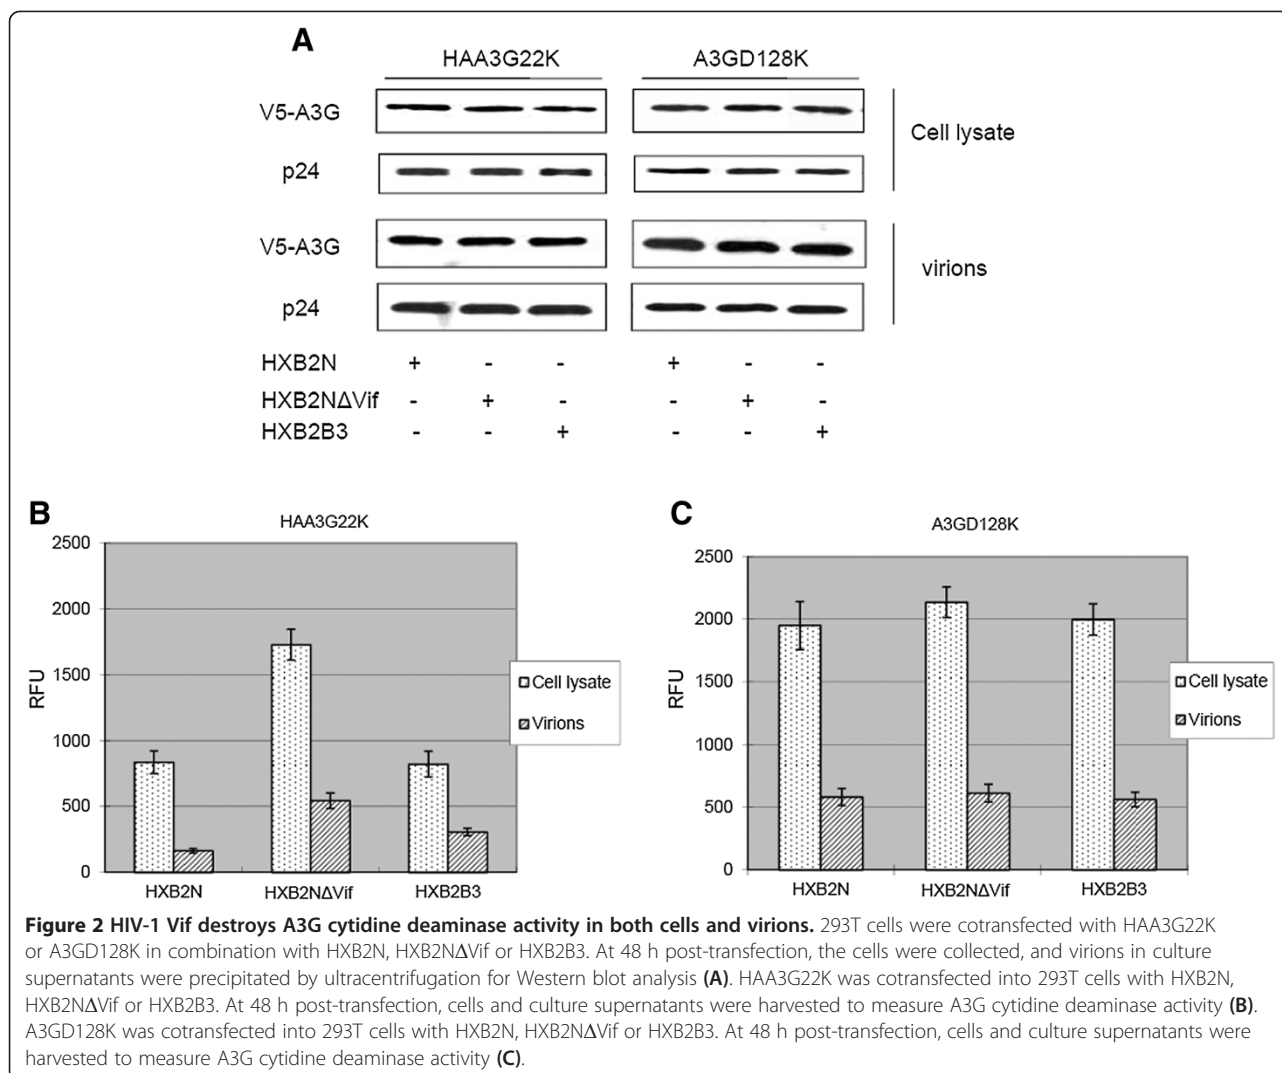 A
HAA3G22K A3GD128K
V5-A3G
Cell lysate
p24
V5-A3G
virions
p24
HXB2N + - - + - -
HXB2NΔVif - + - - + -
HXB2B3 - - + - - +
B
HAA3G22K
2500
2000
1500
1000
500
0
RFU
Cell lysate
Virions
HXB2N HXB2NΔVif HXB2B3
C
A3GD128K
2500
2000
1500
1000
500
0
RFU
Cell lysate
Virions
HXB2N HXB2NΔVif HXB2B3
Figure 2 HIV-1 Vif destroys A3G cytidine deaminase activity in both cells and virions. 293T cells were cotransfected with HAA3G22K
or A3GD128K in combination with HXB2N, HXB2NΔVif or HXB2B3. At 48 h post-transfection, the cells were collected, and virions in culture
supernatants were precipitated by ultracentrifugation for Western blot analysis (A). HAA3G22K was cotransfected into 293T cells with HXB2N,
HXB2NΔVif or HXB2B3. At 48 h post-transfection, cells and culture supernatants were harvested to measure A3G cytidine deaminase activity (B).
A3GD128K was cotransfected into 293T cells with HXB2N, HXB2NΔVif or HXB2B3. At 48 h post-transfection, cells and culture supernatants were
harvested to measure A3G cytidine deaminase activity (C).